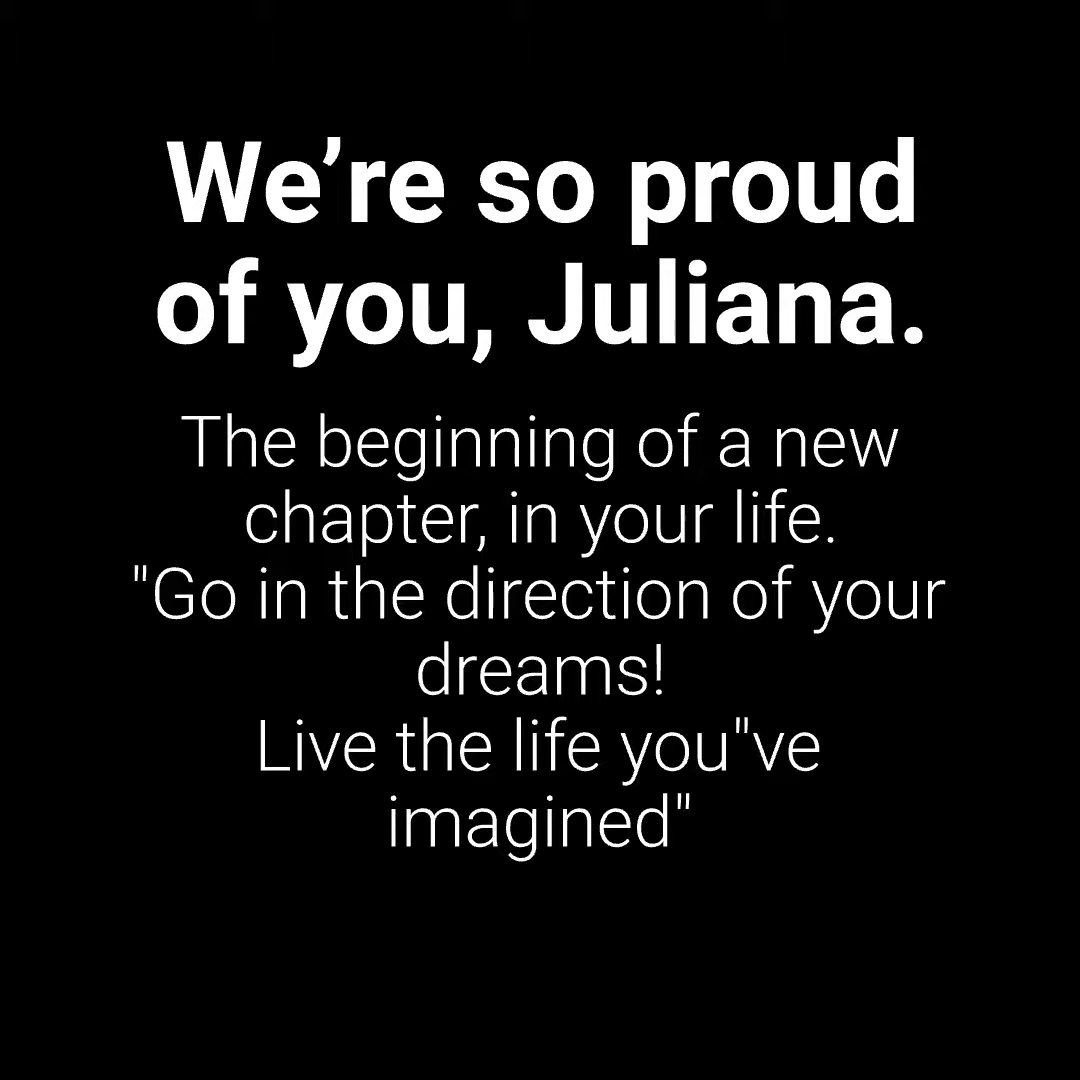 We’re so proud
of you, Juliana.
The beginning of a new
chapter, in your life.
"Go in the direction of your
dreams!
Live the life you"ve
imagined"